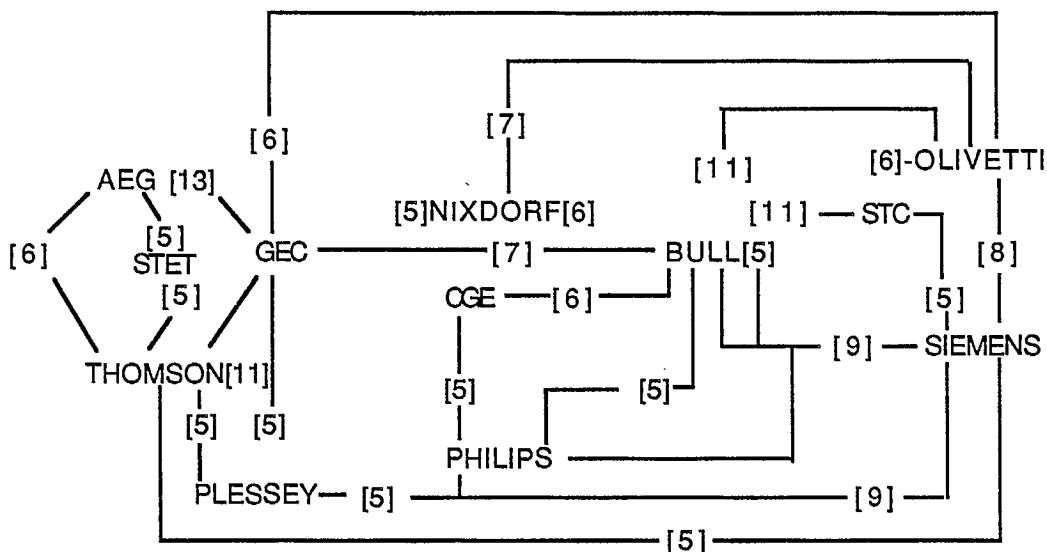 [6]
[7]
[6]-OLIVETTI
[11]
AEG [13]
[5]NIXDORF[6]
[11] STC
[5]
[6]
STET
GEC
[7]
BULL[5]
[8]
[5]
CGE
[6]
[5]
[9]
SIEMENS
THOMSON[11]
[5]
[5]
[5]
[5]
PHILIPS
PLESSEY
[5]
[9]
[5]